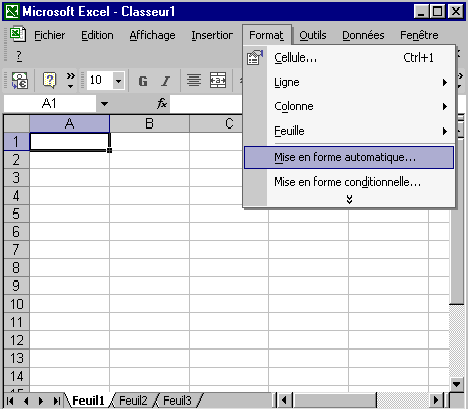 Microsoft Excel - Classeur1
Fichier Edition Affichage Insertion Format Outils Données Fenêtre
?
Cellule... Ctrl+1
Ligne
Colonne
Feuille
Mise en forme automatique...
Mise en forme conditionnelle...
? 10 G I
A1 fx
A B C
1
2
3
4
5
6
7
8
9
10
11
12
13
14
15
Feuil1 Feuil2 Feuil3